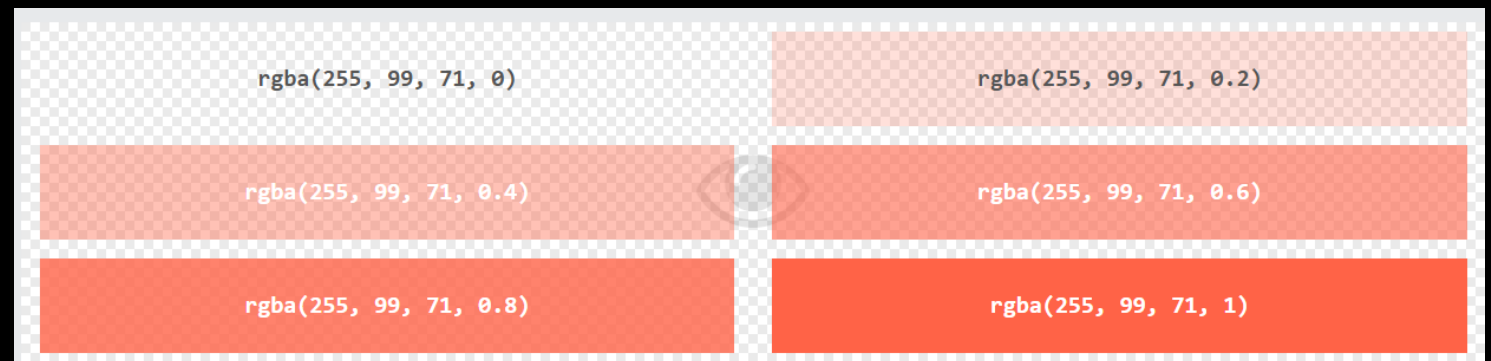 rgba(255, 99, 71, 0)
rgba(255, 99, 71, 0.2)
rgba(255, 99, 71, 0.4)
rgba(255, 99, 71, 0.6)
rgba(255, 99, 71, 0.8)
rgba(255, 99, 71, 1)